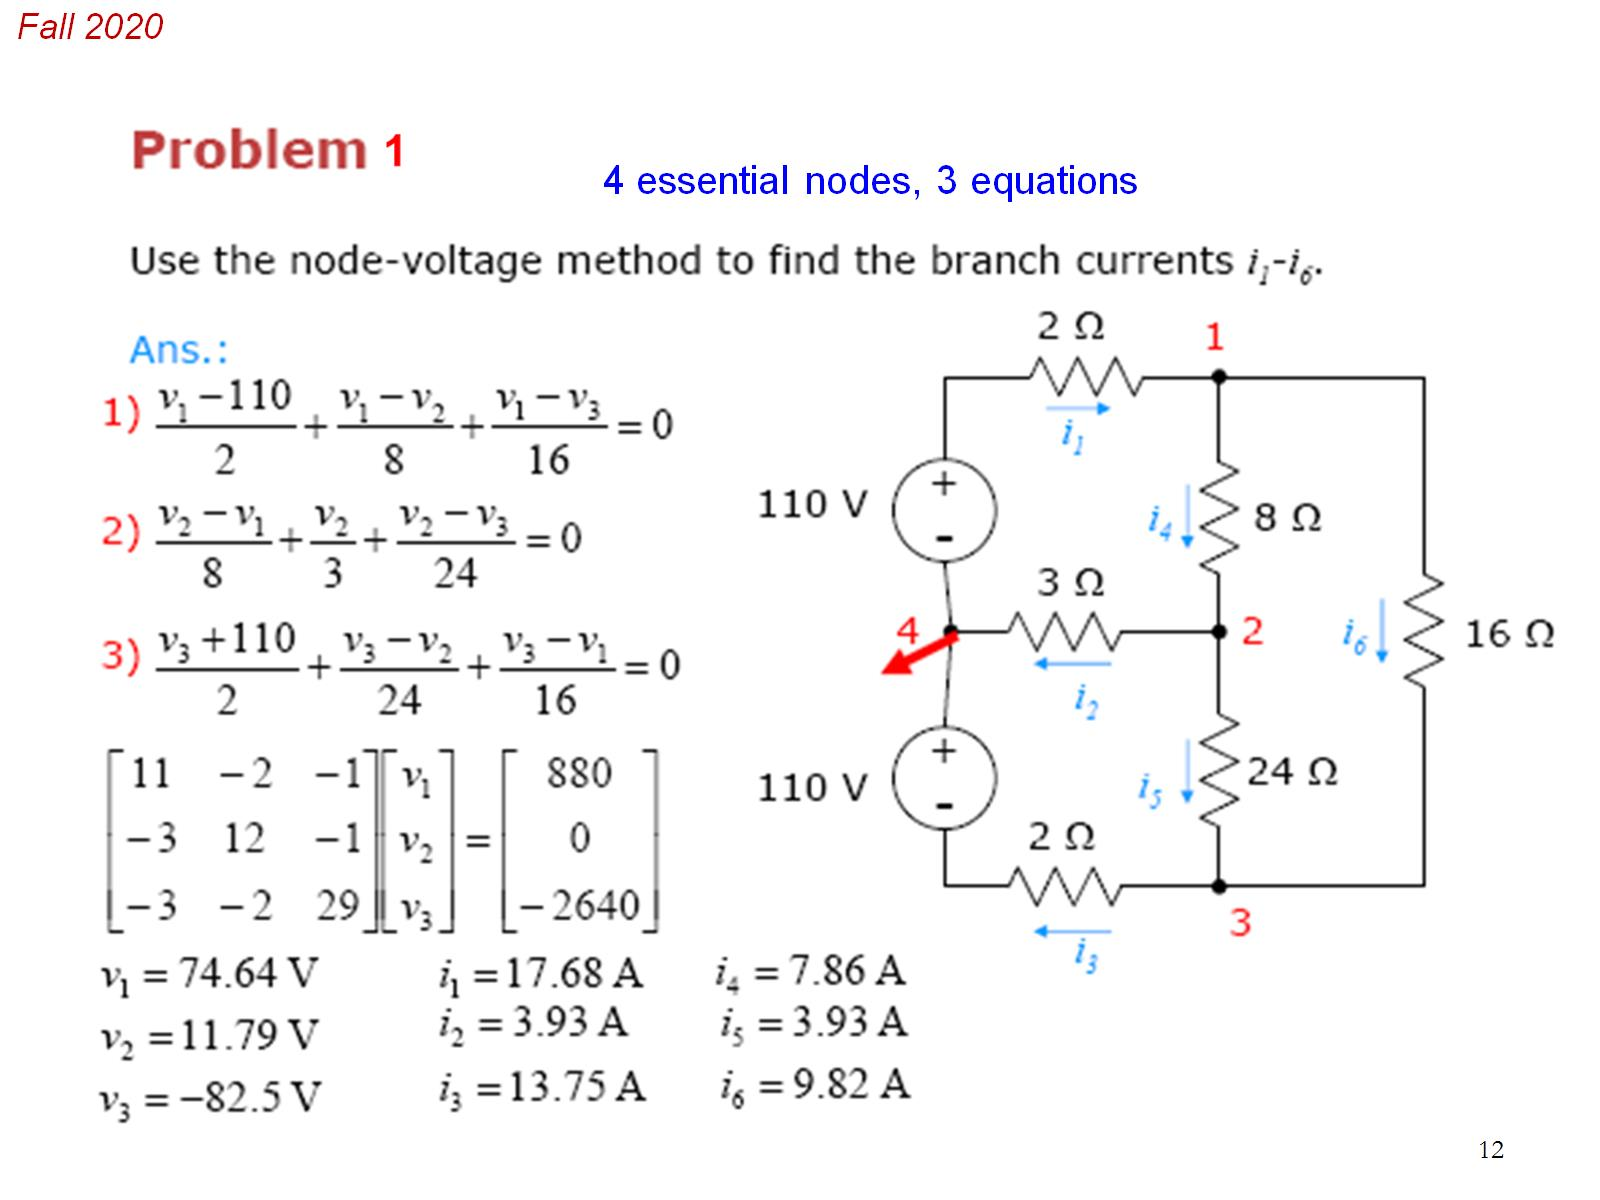 Fall 2020
Problem 1
4 essential nodes, 3 equations
Use the node-voltage method to find the branch currents i₁-i₆.
Ans.:
1) (v₁ − 110)/2 + (v₁ − v₂)/8 + (v₁ − v₃)/16 = 0
2) (v₂ − v₁)/8 + v₂/3 + (v₂ − v₃)/24 = 0
3) (v₃ + 110)/2 + (v₃ − v₂)/24 + (v₃ − v₁)/16 = 0
[11 −2 −1] [v₁] = [880]
[−3 12 −1] [v₂] = [0]
[−3 −2 29] [v₃] = [−2640]
v₁ = 74.64 V i₁ = 17.68 A i₄ = 7.86 A
v₂ = 11.79 V i₂ = 3.93 A i₅ = 3.93 A
v₃ = −82.5 V i₃ = 13.75 A i₆ = 9.82 A
2 Ω
1
i₁
+
110 V
-
i₄
8 Ω
3 Ω
4
2
i₆
16 Ω
i₂
+
110 V
-
i₅
24 Ω
2 Ω
3
i₃
12